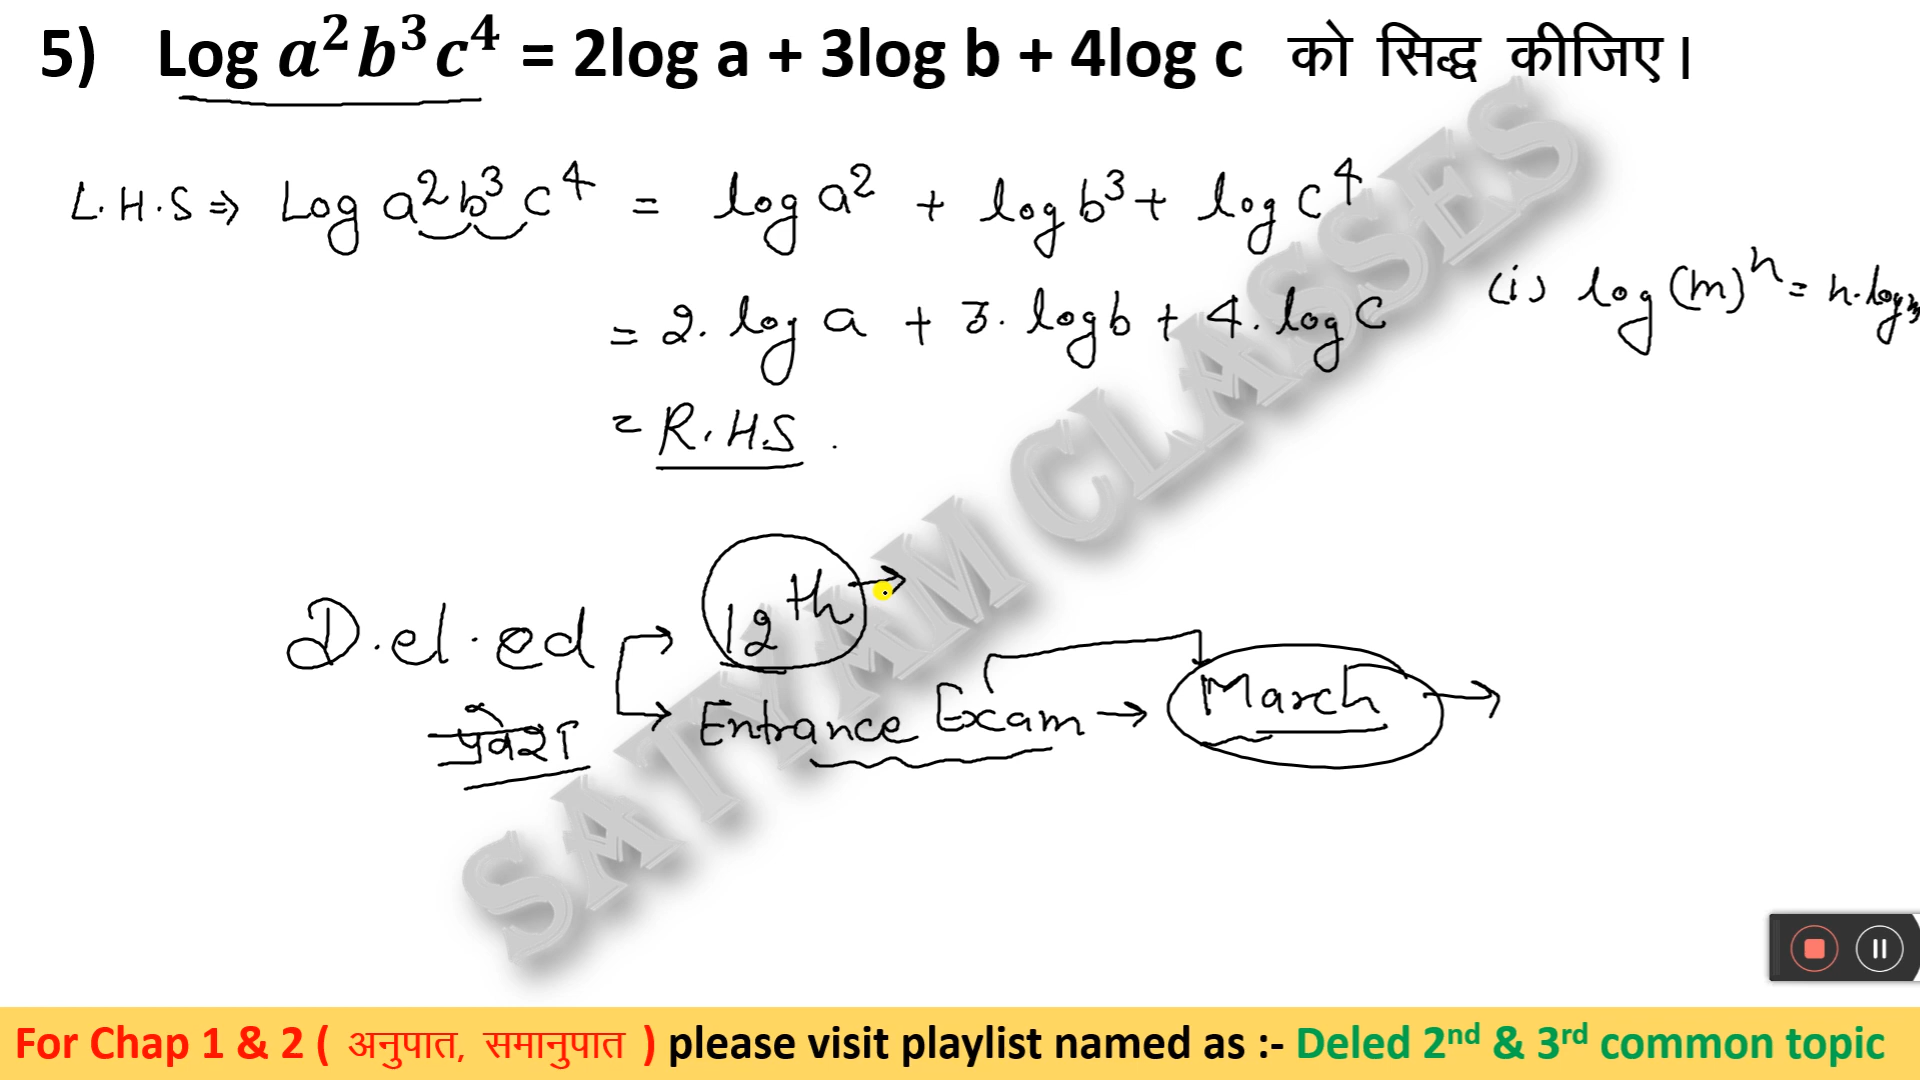 5) Log a²b³c⁴ = 2log a + 3log b + 4log c को सिद्ध कीजिए।
L.H.S ⇒ Log a²b³c⁴ = log a² + log b³ + log c⁴
= 2. log a + 3. log b + 4. log c
(i) log (m)ⁿ = n. log m
= R.H.S.
D.el.ed → 12th →
प्रवेश → Entrance Exam → March →
SATYAM CLASSES
For Chap 1 & 2 ( अनुपात, समानुपात ) please visit playlist named as :- Deled 2nd & 3rd common topic